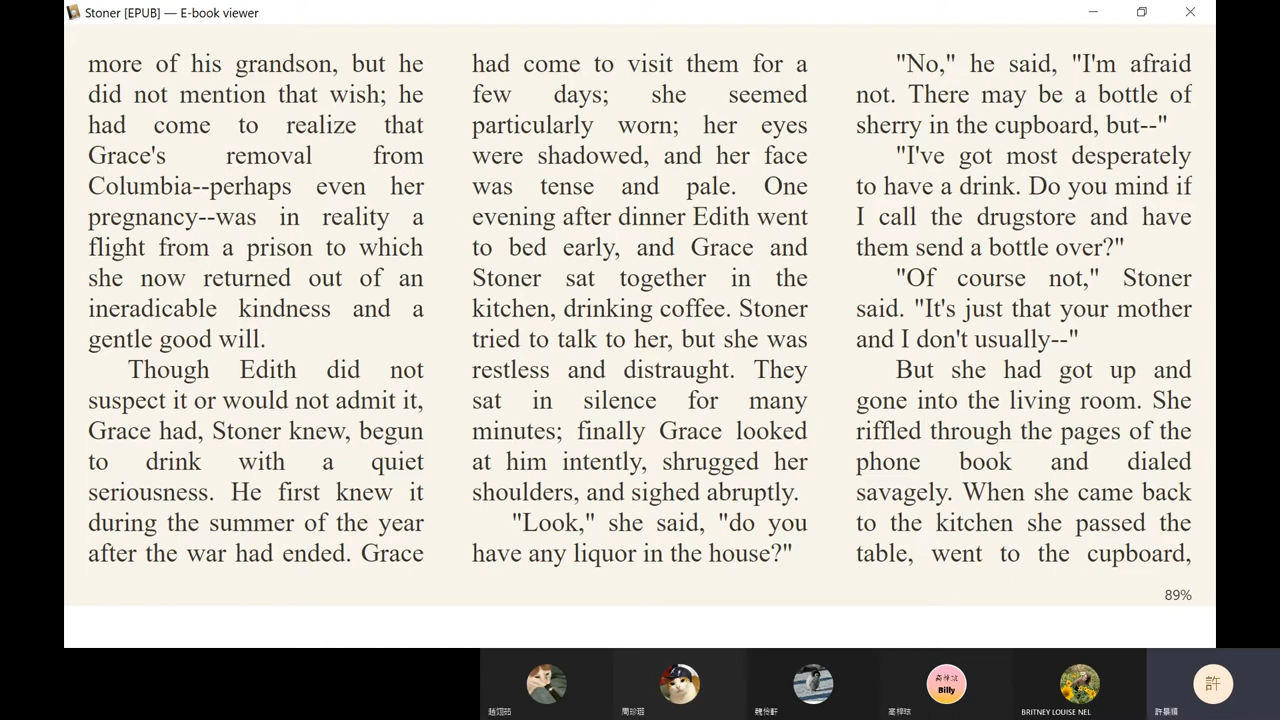 Stoner [EPUB] — E-book viewer
more of his grandson, but he
did not mention that wish; he
had come to realize that
Grace's removal from
Columbia--perhaps even her
pregnancy--was in reality a
flight from a prison to which
she now returned out of an
ineradicable kindness and a
gentle good will.
Though Edith did not
suspect it or would not admit it,
Grace had, Stoner knew, begun
to drink with a quiet
seriousness. He first knew it
during the summer of the year
after the war had ended. Grace
had come to visit them for a
few days; she seemed
particularly worn; her eyes
were shadowed, and her face
was tense and pale. One
evening after dinner Edith went
to bed early, and Grace and
Stoner sat together in the
kitchen, drinking coffee. Stoner
tried to talk to her, but she was
restless and distraught. They
sat in silence for many
minutes; finally Grace looked
at him intently, shrugged her
shoulders, and sighed abruptly.
"Look," she said, "do you
have any liquor in the house?"
"No," he said, "I'm afraid
not. There may be a bottle of
sherry in the cupboard, but--"
"I've got most desperately
to have a drink. Do you mind if
I call the drugstore and have
them send a bottle over?"
"Of course not," Stoner
said. "It's just that your mother
and I don't usually--"
But she had got up and
gone into the living room. She
riffled through the pages of the
phone book and dialed
savagely. When she came back
to the kitchen she passed the
table, went to the cupboard,
89%
Billy
BRITNEY LOUISE NEL
許